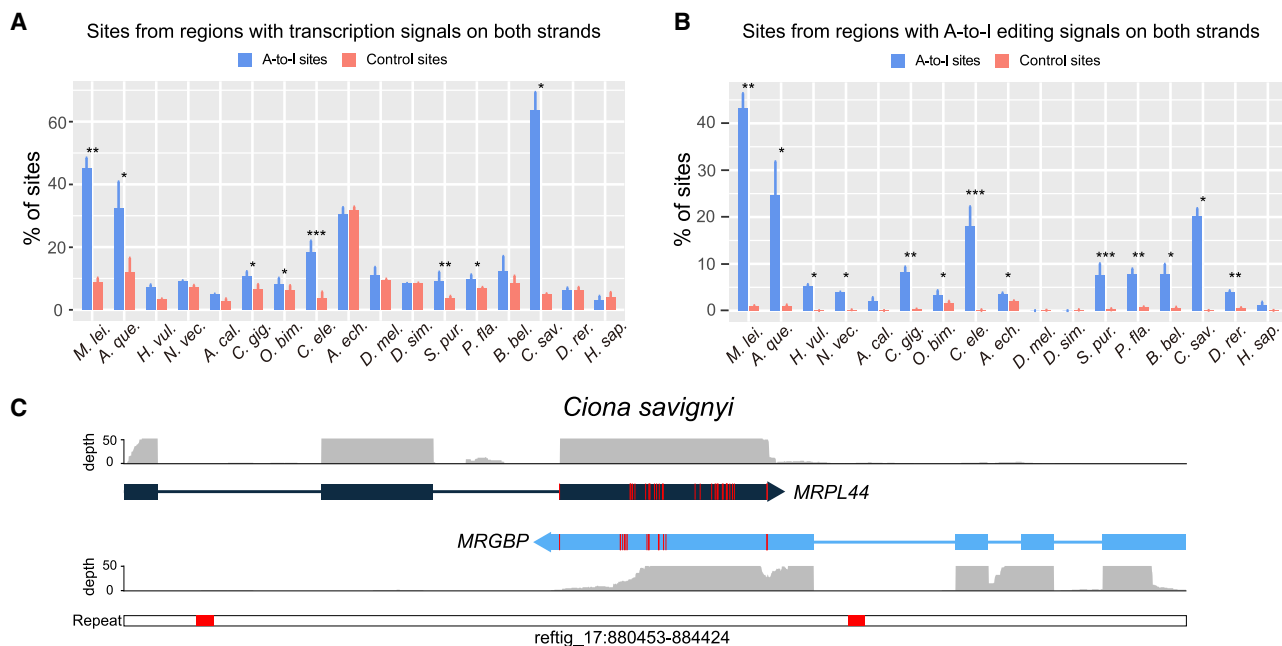 A
Sites from regions with transcription signals on both strands
A-to-I sites
Control sites
% of sites
60
40
20
0
**
*
*
*
***
**
*
*
M. lei.
A. que.
H. vul.
N. vec.
A. cal.
C. gig.
O. bim.
C. ele.
A. ech.
D. mel.
D. sim.
S. pur.
P. fla.
B. bel.
C. sav.
D. rer.
H. sap.
B
Sites from regions with A-to-I editing signals on both strands
A-to-I sites
Control sites
% of sites
40
30
20
10
0
**
*
*
*
**
*
***
*
***
**
*
*
**
M. lei.
A. que.
H. vul.
N. vec.
A. cal.
C. gig.
O. bim.
C. ele.
A. ech.
D. mel.
D. sim.
S. pur.
P. fla.
B. bel.
C. sav.
D. rer.
H. sap.
C
Ciona savignyi
depth
50
0
MRPL44
MRGBP
depth
50
0
Repeat
reftig_17:880453-884424